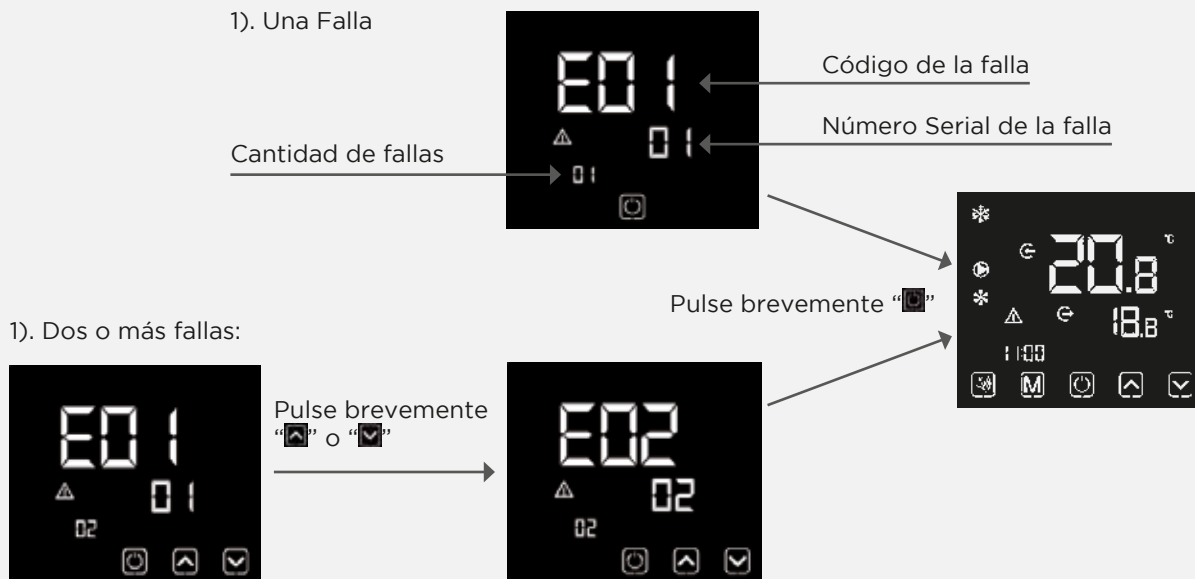 1). Una Falla
E01
Código de la falla
01
Número Serial de la falla
Cantidad de fallas
01
20.8 °C
Pulse brevemente “ ”
18.8 °C
11:00
M
1). Dos o más fallas:
E01
01
02
Pulse brevemente
“ ” o “ ”
E02
02
02